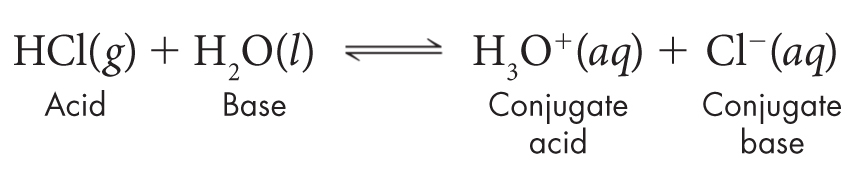 HCl(g) + H₂O(l) ⇌ H₃O⁺(aq) + Cl⁻(aq)
Acid Base Conjugate acid Conjugate base